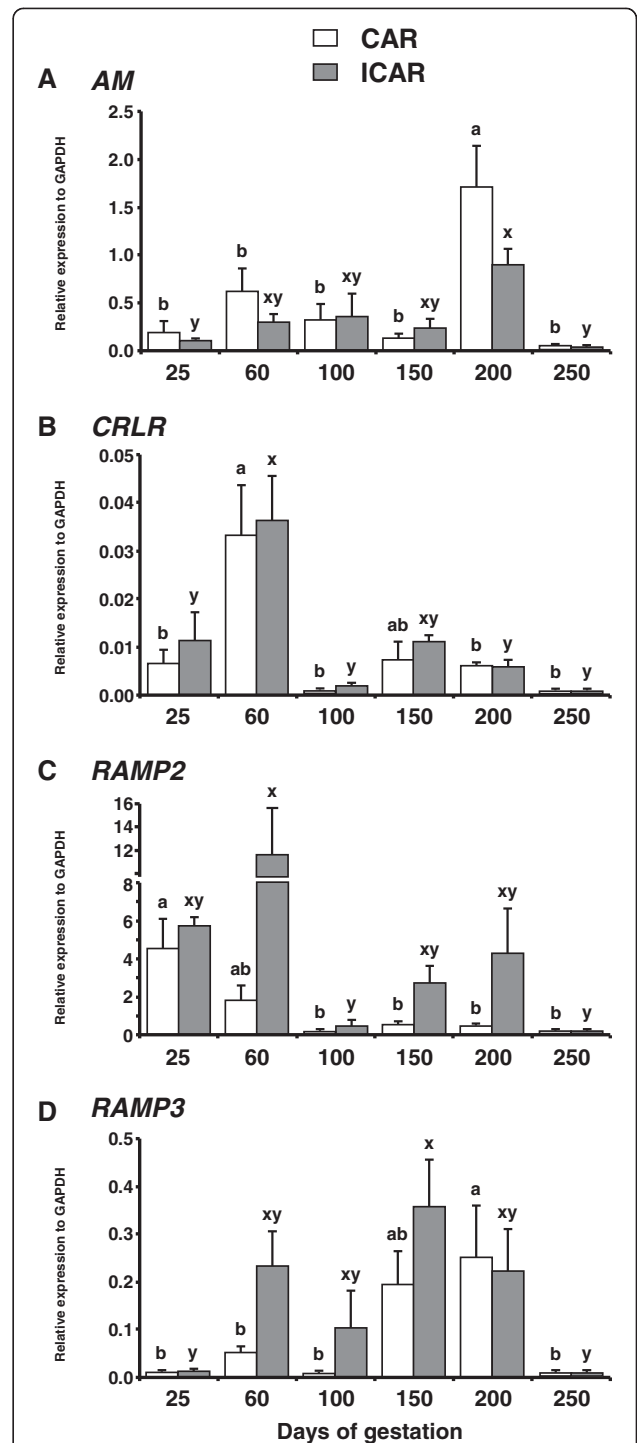 CAR
ICAR
A AM
Relative expression to GAPDH
2.5
2.0
1.5
1.0
0.5
0.0
b y b xy b xy b xy a x b y
25 60 100 150 200 250
B CRLR
Relative expression to GAPDH
0.05
0.04
0.03
0.02
0.01
0.00
b y a x b y ab xy b y b y
25 60 100 150 200 250
C RAMP2
Relative expression to GAPDH
16
14
12
8
6
4
2
0
a xy ab x b y b xy b xy b y
25 60 100 150 200 250
D RAMP3
Relative expression to GAPDH
0.5
0.4
0.3
0.2
0.1
0.0
b y b xy b xy ab x a xy b y
25 60 100 150 200 250
Days of gestation